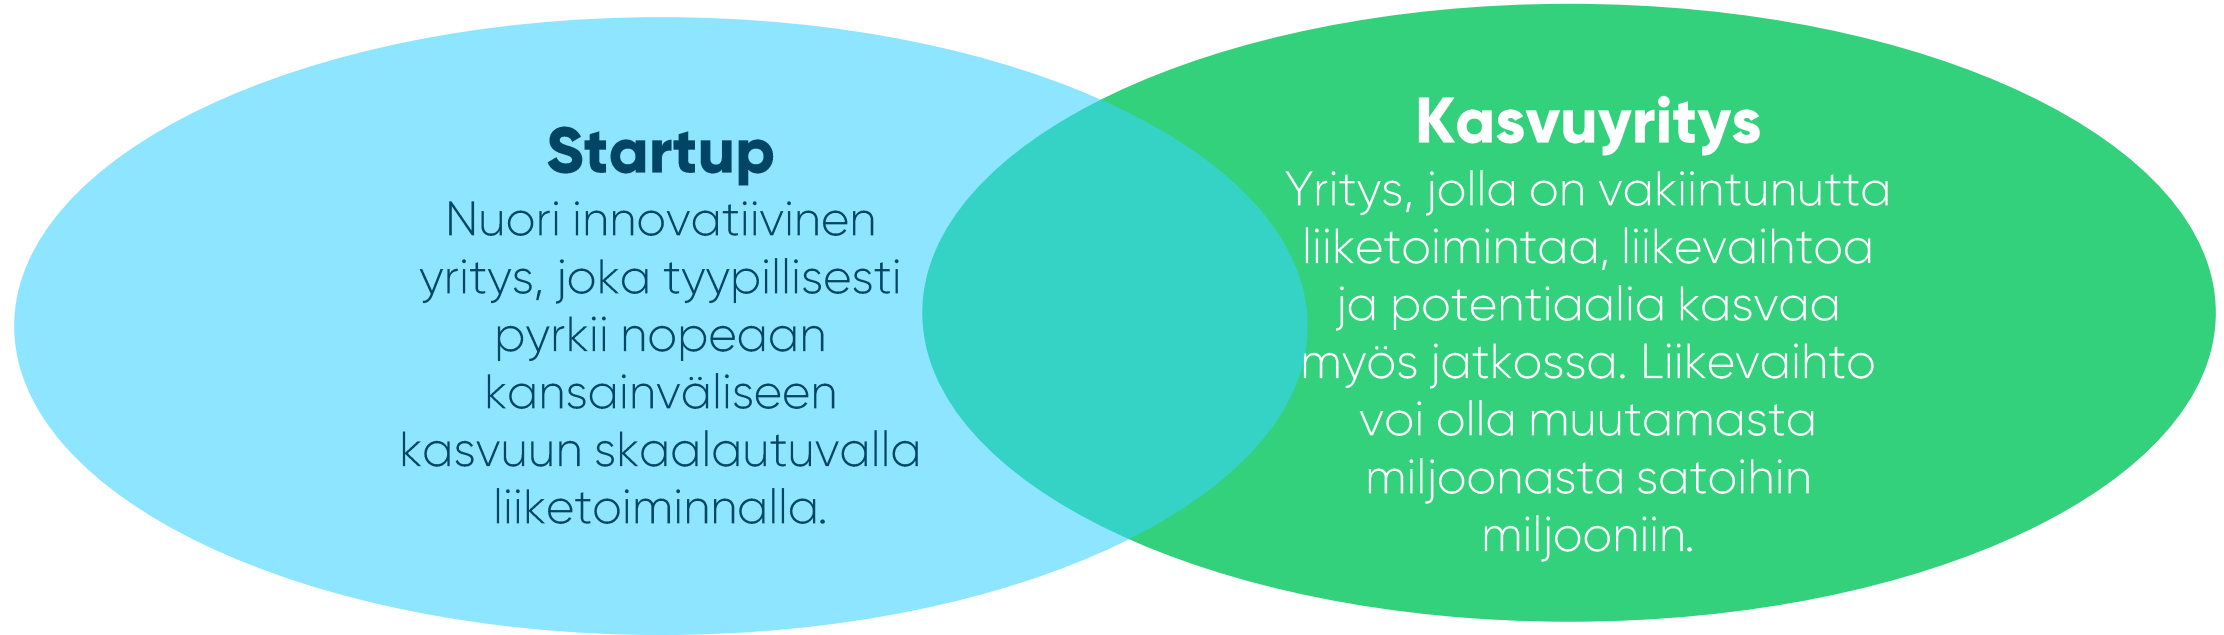 Startup
Nuori innovatiivinen
yritys, joka tyypillisesti
pyrkii nopeaan
kansainväliseen
kasvuun skaalautuvalla
liiketoiminnalla.
Kasvuyritys
Yritys, jolla on vakiintunutta
liiketoimintaa, liikevaihtoa
ja potentiaalia kasvaa
myös jatkossa. Liikevaihto
voi olla muutamasta
miljoonasta satoihin
miljooniin.